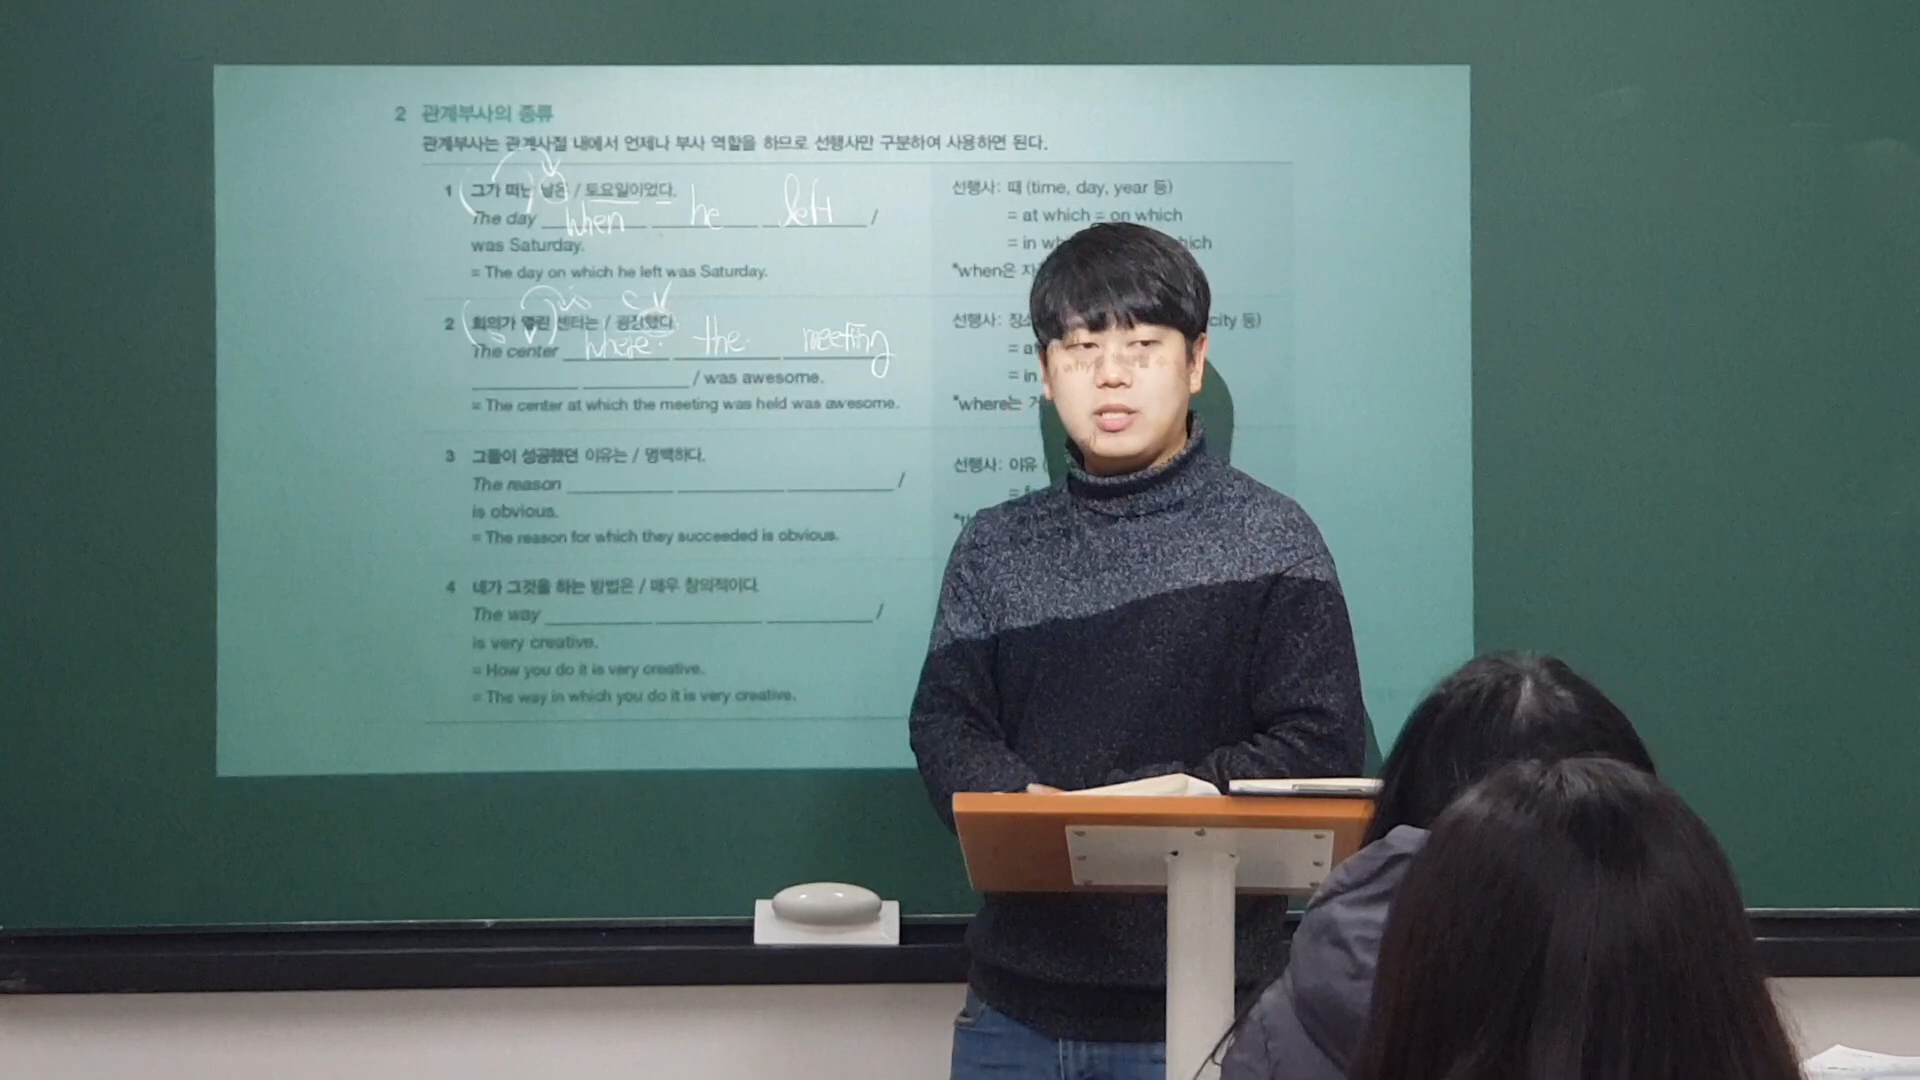 2 관계부사의 종류
관계부사는 관계사절 내에서 언제나 부사 역할을 하므로 선행사만 구분하여 사용하면 된다.
1 그가 떠난 날은 / 토요일이었다.
The day when he left /
was Saturday.
= The day on which he left was Saturday.
선행사: 때 (time, day, year 등)
= at which = on which
= in
*when은
2 회의가 열린 센터는 / 굉장했다.
The center where the meeting
/ was awesome.
= The center at which the meeting was held was awesome.
선행사: city 등)
= at
= in
*where는
3 그들이 성공했던 이유는 / 명백하다.
The reason /
is obvious.
= The reason for which they succeeded is obvious.
선행사: 이유 (
4 네가 그것을 하는 방법은 / 매우 창의적이다.
The way /
is very creative.
= How you do it is very creative.
= The way in which you do it is very creative.